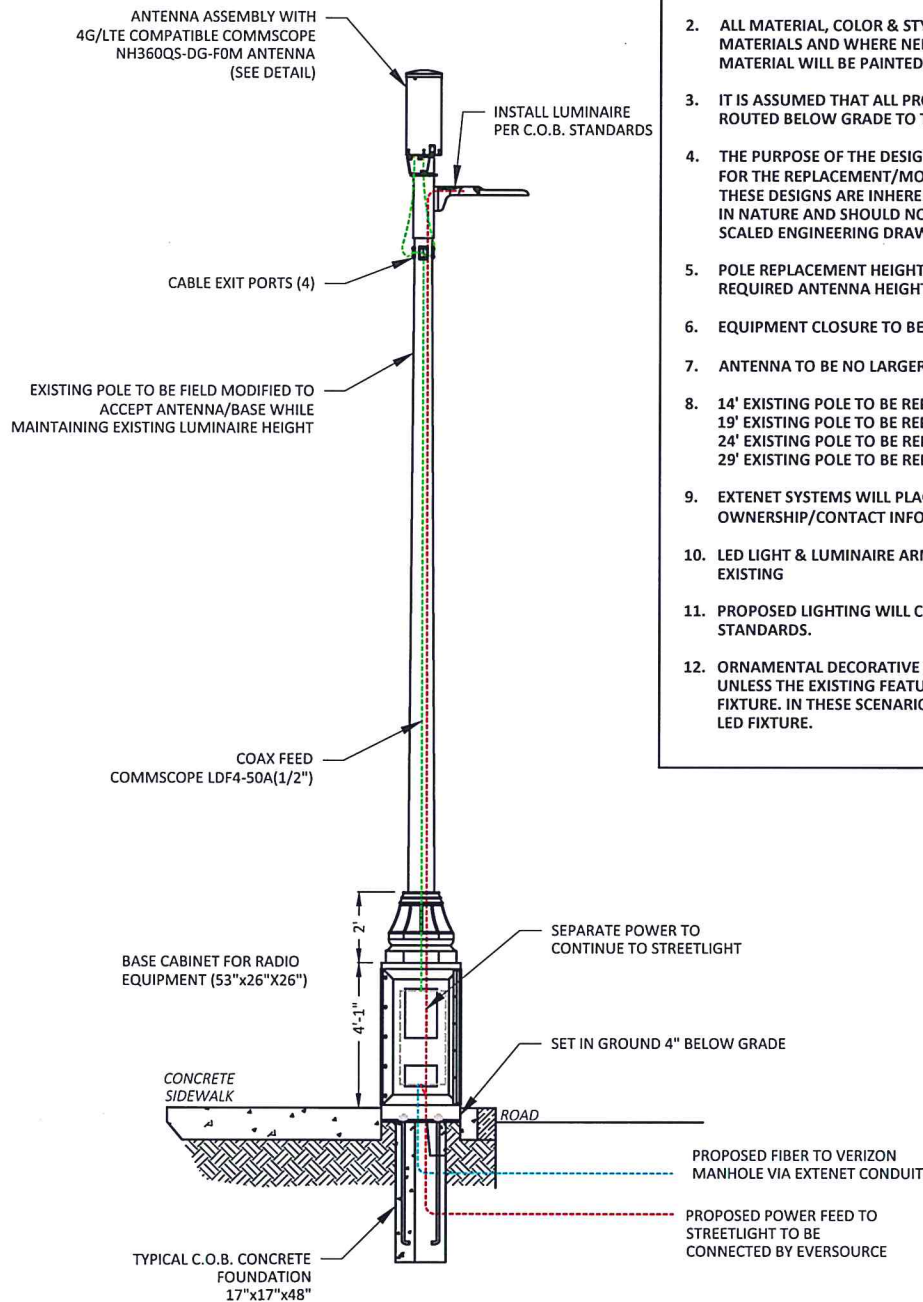 ANTENNA ASSEMBLY WITH
4G/LTE COMPATIBLE COMMSCOPE
NH360QS-DG-F0M ANTENNA
(SEE DETAIL)
INSTALL LUMINAIRE
PER C.O.B. STANDARDS
CABLE EXIT PORTS (4)
EXISTING POLE TO BE FIELD MODIFIED TO
ACCEPT ANTENNA/BASE WHILE
MAINTAINING EXISTING LUMINAIRE HEIGHT
COAX FEED
COMMSCOPE LDF4-50A(1/2")
2'
BASE CABINET FOR RADIO
EQUIPMENT (53"x26"X26")
4'-1"
SEPARATE POWER TO
CONTINUE TO STREETLIGHT
SET IN GROUND 4" BELOW GRADE
CONCRETE
SIDEWALK
ROAD
PROPOSED FIBER TO VERIZON
MANHOLE VIA EXTENET CONDUIT
PROPOSED POWER FEED TO
STREETLIGHT TO BE
CONNECTED BY EVERSOURCE
TYPICAL C.O.B. CONCRETE
FOUNDATION
17"x17"x48"
2. ALL MATERIAL, COLOR & STY
MATERIALS AND WHERE NE
MATERIAL WILL BE PAINTED
3. IT IS ASSUMED THAT ALL PRO
ROUTED BELOW GRADE TO T
4. THE PURPOSE OF THE DESIG
FOR THE REPLACEMENT/MO
THESE DESIGNS ARE INHERE
IN NATURE AND SHOULD NO
SCALED ENGINEERING DRAW
5. POLE REPLACEMENT HEIGHT
REQUIRED ANTENNA HEIGHT
6. EQUIPMENT CLOSURE TO BE
7. ANTENNA TO BE NO LARGER
8. 14' EXISTING POLE TO BE REP
19' EXISTING POLE TO BE REP
24' EXISTING POLE TO BE REP
29' EXISTING POLE TO BE REP
9. EXTENET SYSTEMS WILL PLAC
OWNERSHIP/CONTACT INFO
10. LED LIGHT & LUMINAIRE ARM
EXISTING
11. PROPOSED LIGHTING WILL C
STANDARDS.
12. ORNAMENTAL DECORATIVE
UNLESS THE EXISTING FEATU
FIXTURE. IN THESE SCENARIO
LED FIXTURE.